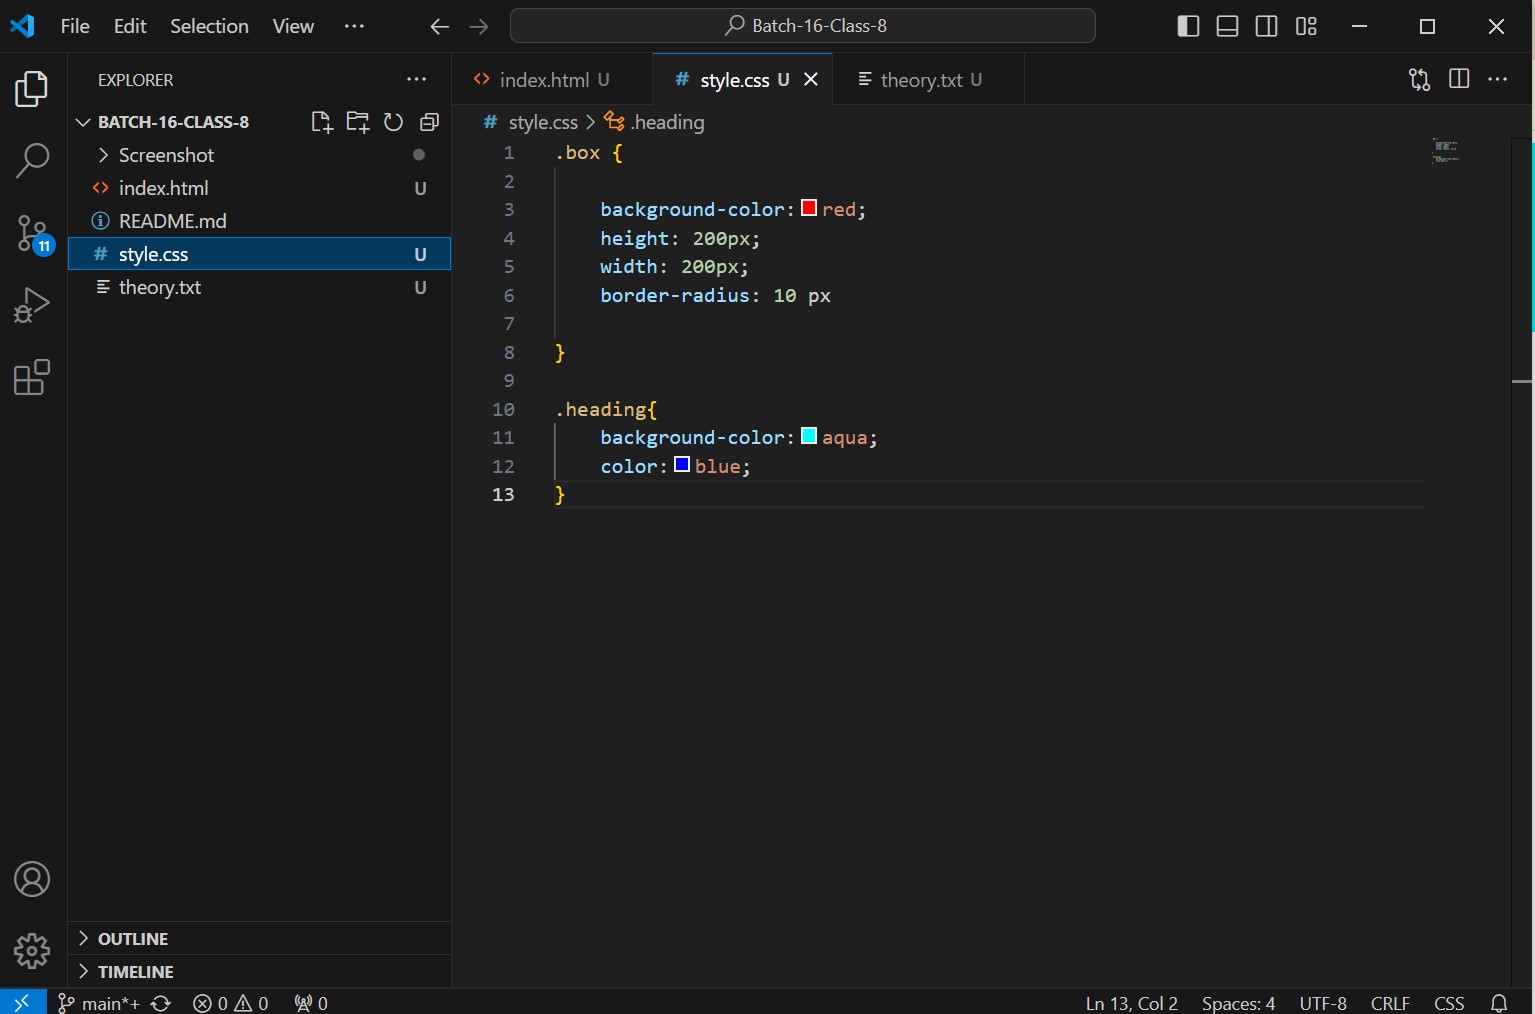 File Edit Selection View ··· Batch-16-Class-8
EXPLORER ···
BATCH-16-CLASS-8
Screenshot
index.html U
README.md
style.css U
theory.txt U
OUTLINE
TIMELINE
index.html U # style.css U theory.txt U ···
# style.css > .heading
1 .box {
2
3 background-color: red;
4 height: 200px;
5 width: 200px;
6 border-radius: 10 px
7
8 }
9
10 .heading{
11 background-color: aqua;
12 color: blue;
13 }
11
main*+ 0 0 0 Ln 13, Col 2 Spaces: 4 UTF-8 CRLF CSS